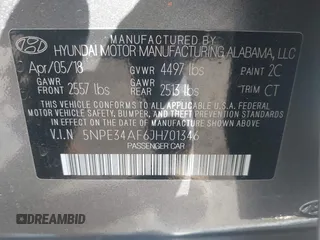 HYUNDAI MOTOR MANUFACTURING ALABAMA, LLC
Apr/05/18 GVWR 4497 lbs PAINT 2C
GAWR FRONT 2557 lbs GAWR REAR 2513 lbs TRIM CT
THIS VEHICLE CONFORMS TO ALL APPLICABLE U.S.
FEDERAL MOTOR VEHICLE SAFETY, BUMPER, AND
THEFT PREVENTION STANDARDS IN EFFECT ON THE
DATE OF MANUFACTURE SHOWN ABOVE.
V.I.N 5NPE34AF6JH701346
PASSENGER CAR
DREAMBID